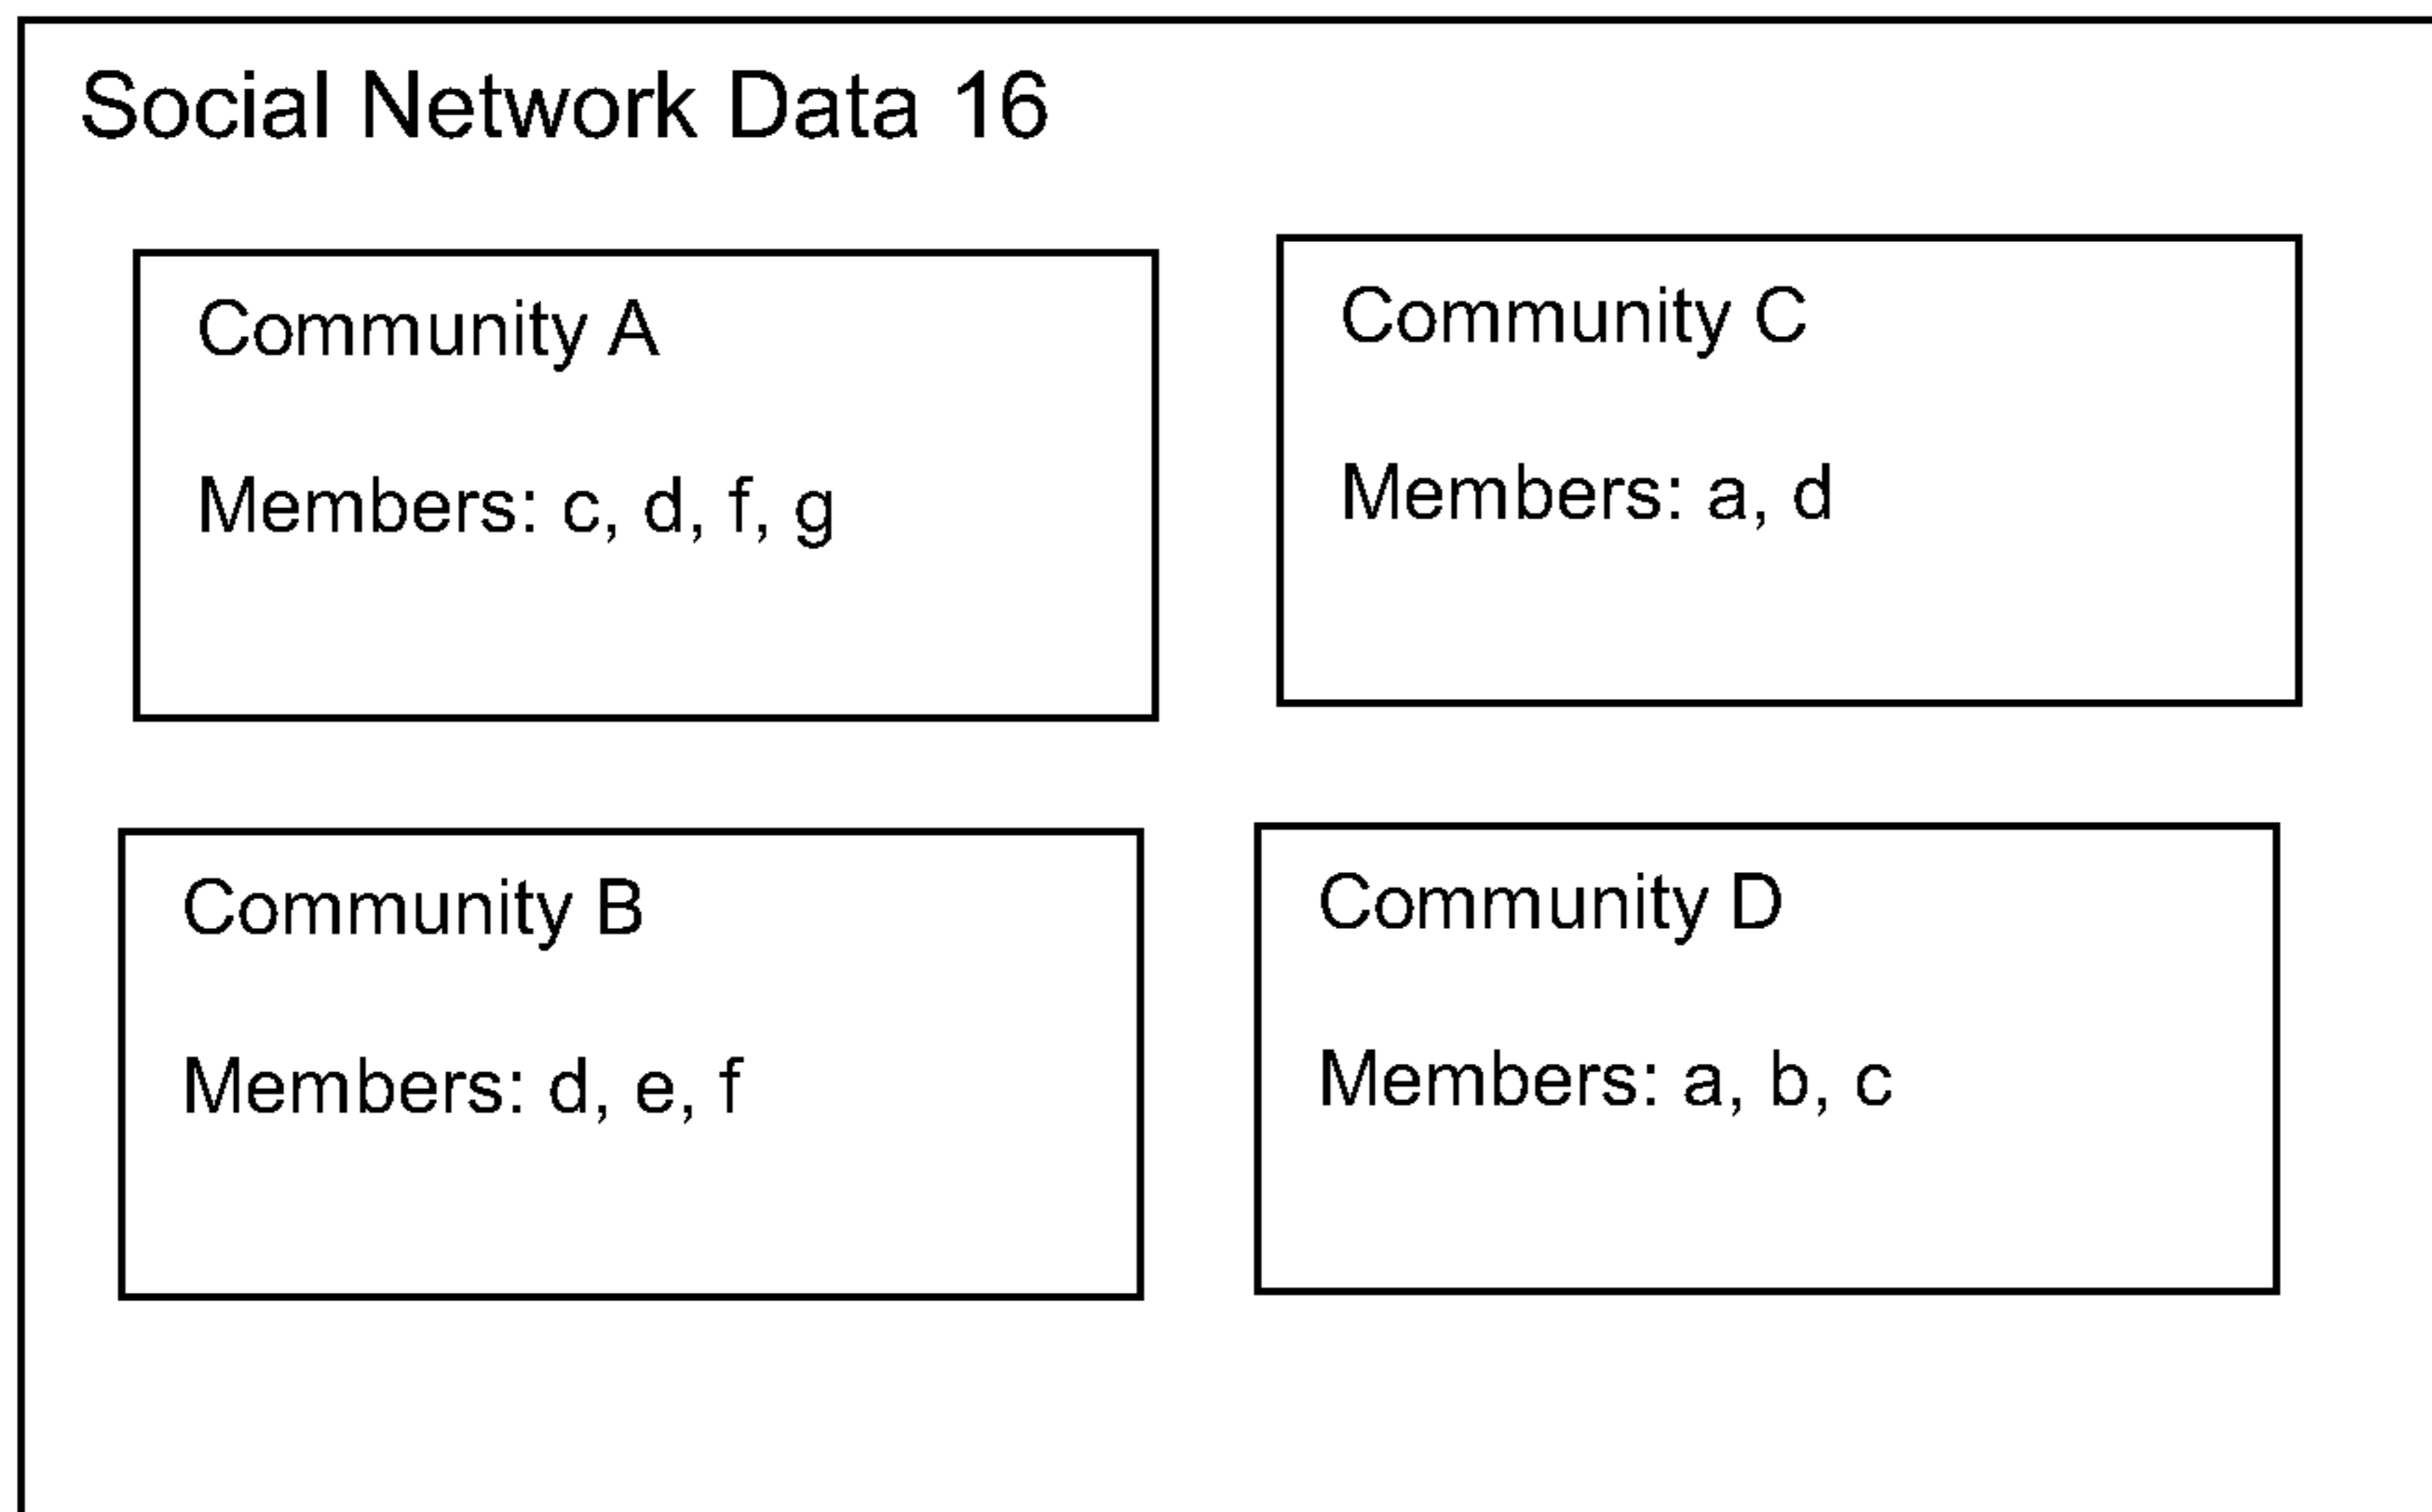 Social Network Data 16
Community A
Members: c, d, f, g
Community C
Members: a, d
Community B
Members: d, e, f
Community D
Members: a, b, c